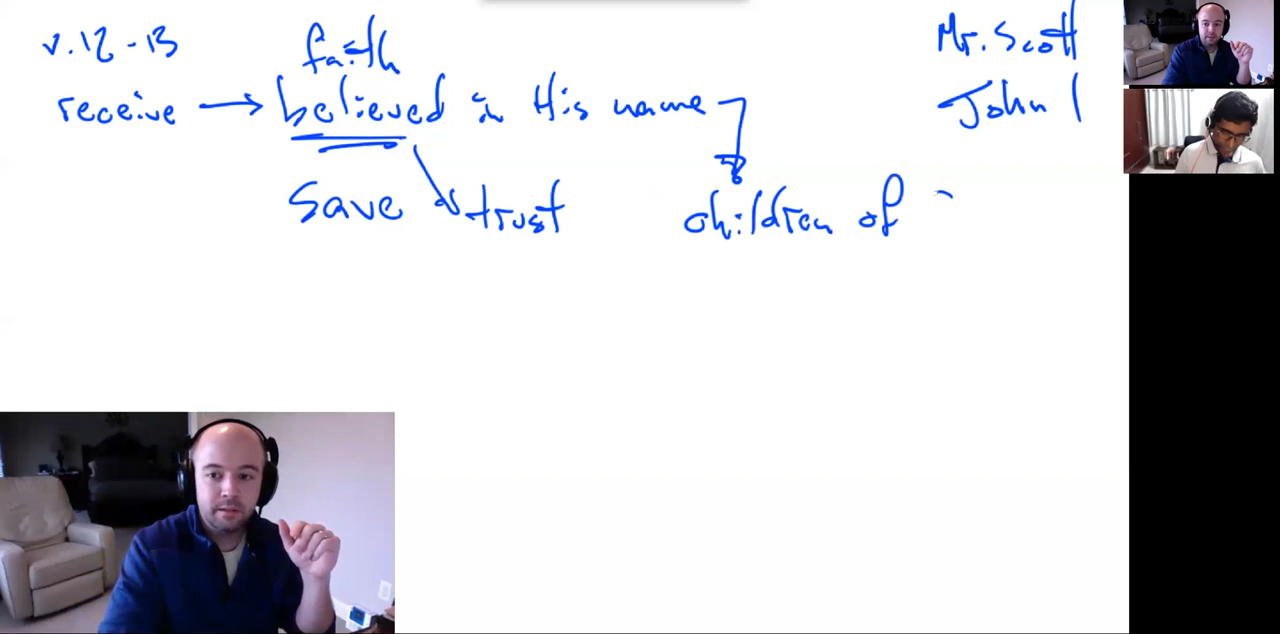 v. 12-13
faith
Mr. Scott
receive → believed in His name
John 1
save trust
children of